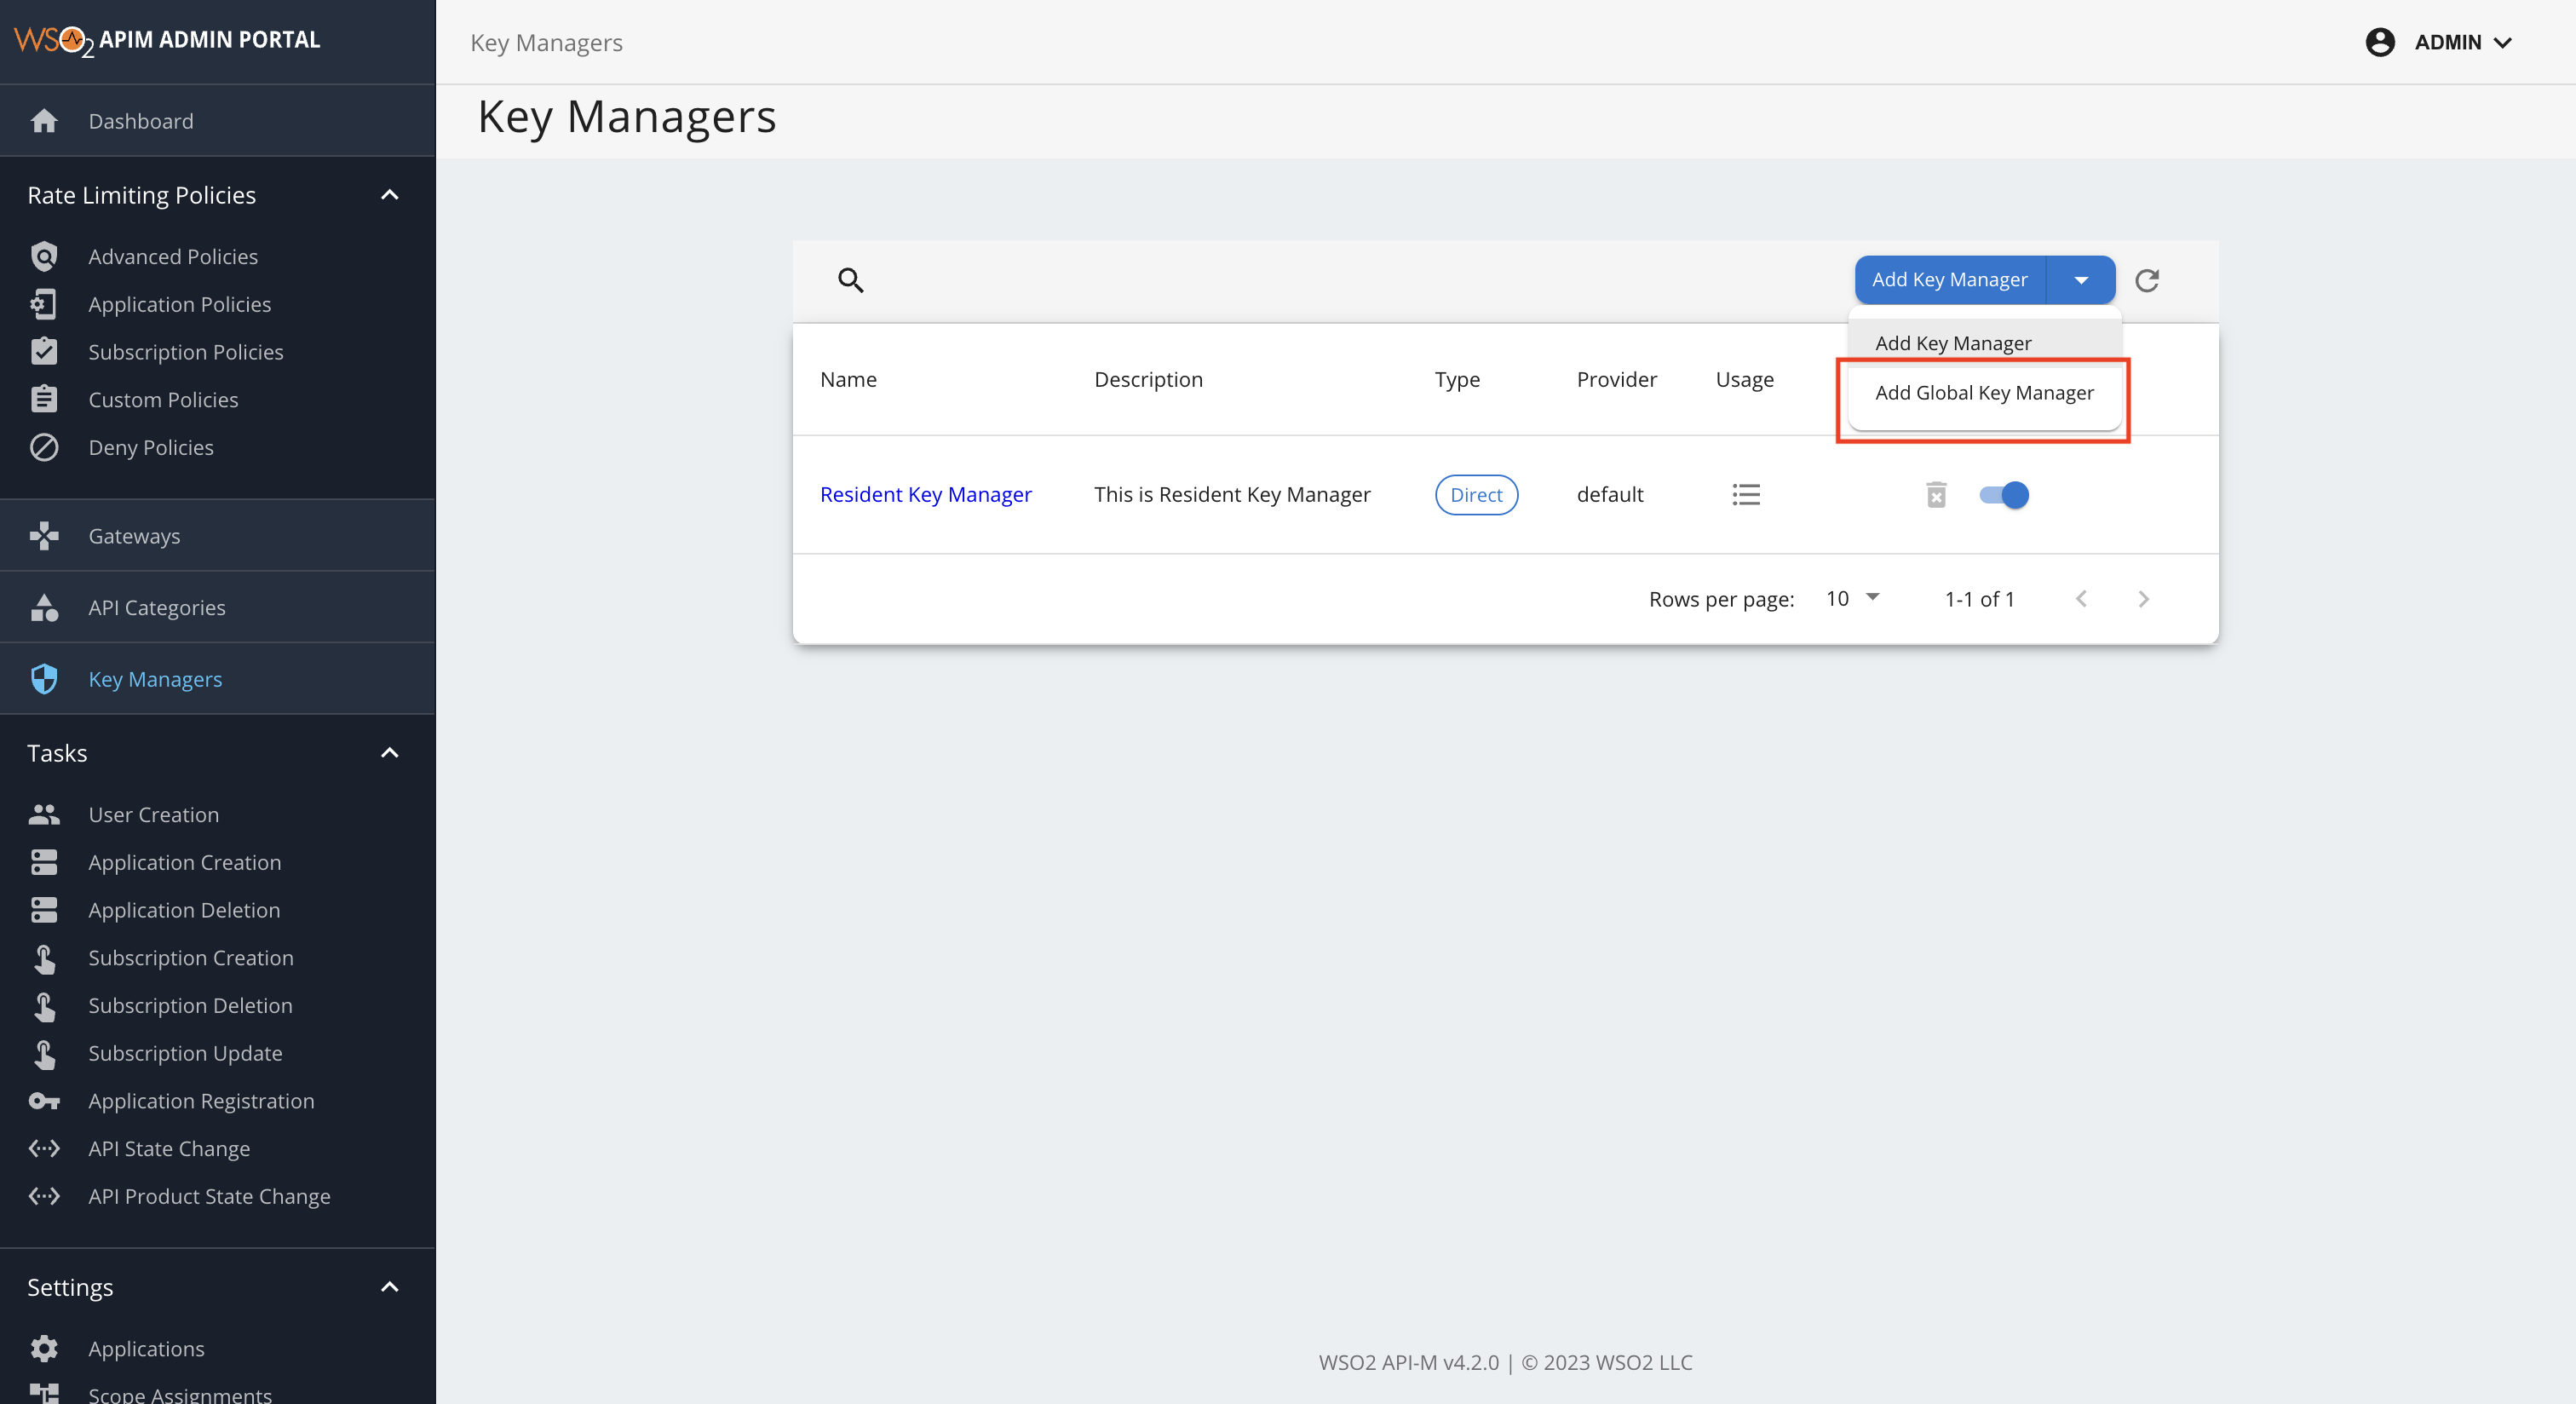 WSO2 APIM ADMIN PORTAL
Key Managers
ADMIN
Dashboard
Rate Limiting Policies
Advanced Policies
Application Policies
Subscription Policies
Custom Policies
Deny Policies
Gateways
API Categories
Key Managers
Tasks
User Creation
Application Creation
Application Deletion
Subscription Creation
Subscription Deletion
Subscription Update
Application Registration
API State Change
API Product State Change
Settings
Applications
Scope Assignments
Key Managers
Add Key Manager
Add Key Manager
Add Global Key Manager
Name Description Type Provider Usage
Resident Key Manager This is Resident Key Manager Direct default
Rows per page: 10 1-1 of 1
WSO2 API-M v4.2.0 | © 2023 WSO2 LLC